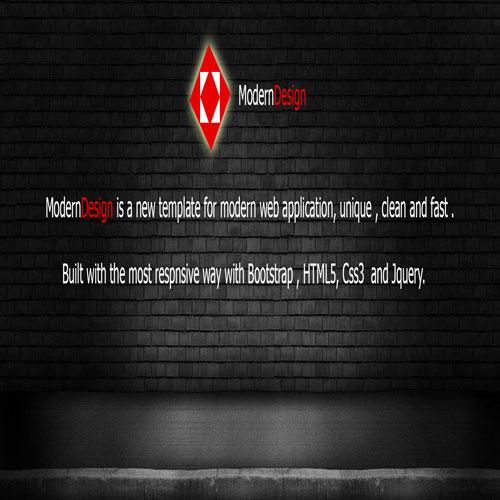 ModernDesign
ModernDesign is a new template for modern web application, unique , clean and fast .
Built with the most respnsive way with Bootstrap , HTML5, Css3 and Jquery.